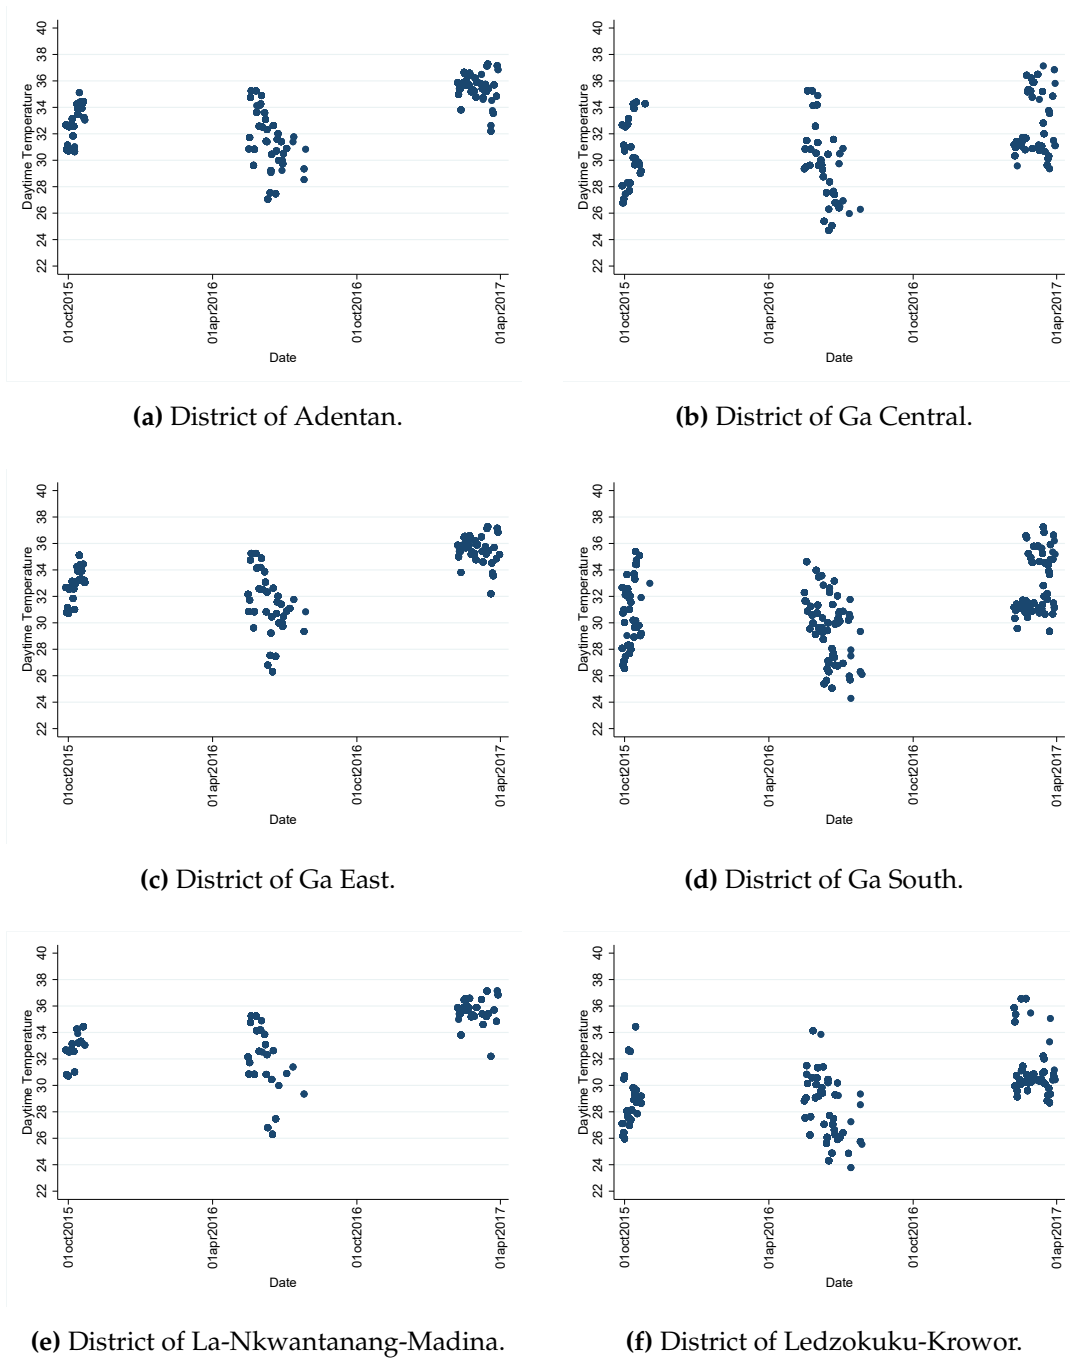 40
38
36
34
32
30
28
26
24
22
Daytime Temperature
01oct2015
01apr2016
01oct2016
01apr2017
Date
(a) District of Adentan.
40
38
36
34
32
30
28
26
24
22
Daytime Temperature
01oct2015
01apr2016
01oct2016
01apr2017
Date
(b) District of Ga Central.
40
38
36
34
32
30
28
26
24
22
Daytime Temperature
01oct2015
01apr2016
01oct2016
01apr2017
Date
(c) District of Ga East.
40
38
36
34
32
30
28
26
24
22
Daytime Temperature
01oct2015
01apr2016
01oct2016
01apr2017
Date
(d) District of Ga South.
40
38
36
34
32
30
28
26
24
22
Daytime Temperature
01oct2015
01apr2016
01oct2016
01apr2017
Date
(e) District of La-Nkwantanang-Madina.
40
38
36
34
32
30
28
26
24
22
Daytime Temperature
01oct2015
01apr2016
01oct2016
01apr2017
Date
(f) District of Ledzokuku-Krowor.